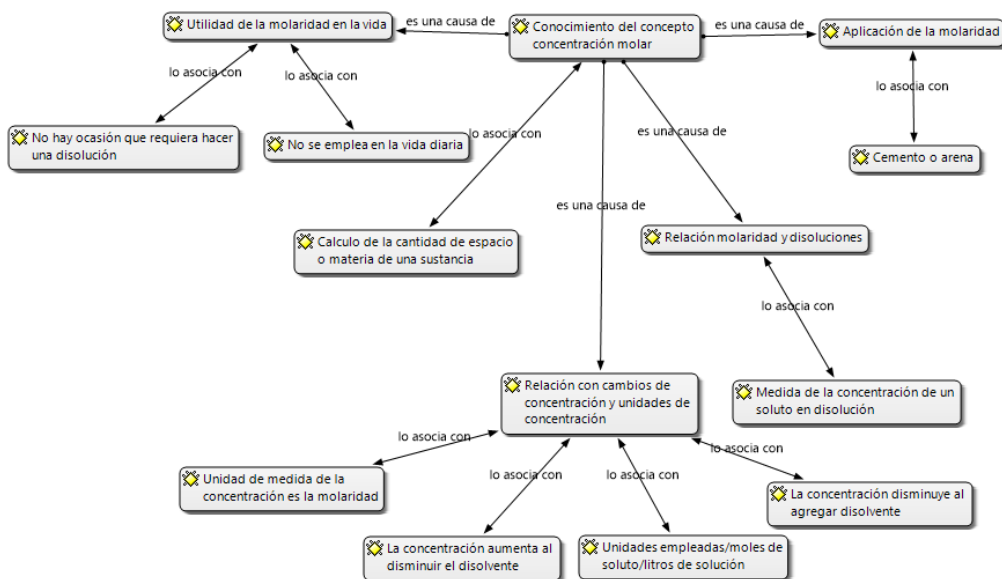 Utilidad de la molaridad en la vida
es una causa de
Conocimiento del concepto
concentración molar
es una causa de
Aplicación de la molaridad
lo asocia con
lo asocia con
lo asocia con
No hay ocasión que requiera hacer
una disolución
No se emplea en la vida diaria
lo asocia con
es una causa de
Cemento o arena
es una causa de
Calculo de la cantidad de espacio
o materia de una sustancia
Relación molaridad y disoluciones
lo asocia con
Relación con cambios de
concentración y unidades de
concentración
Medida de la concentración de un
soluto en disolución
lo asocia con
lo asocia con
lo asocia con
lo asocia con
Unidad de medida de la
concentración es la molaridad
La concentración disminuye al
agregar disolvente
La concentración aumenta al
disminuir el disolvente
Unidades empleadas/moles de
soluto/litros de solución